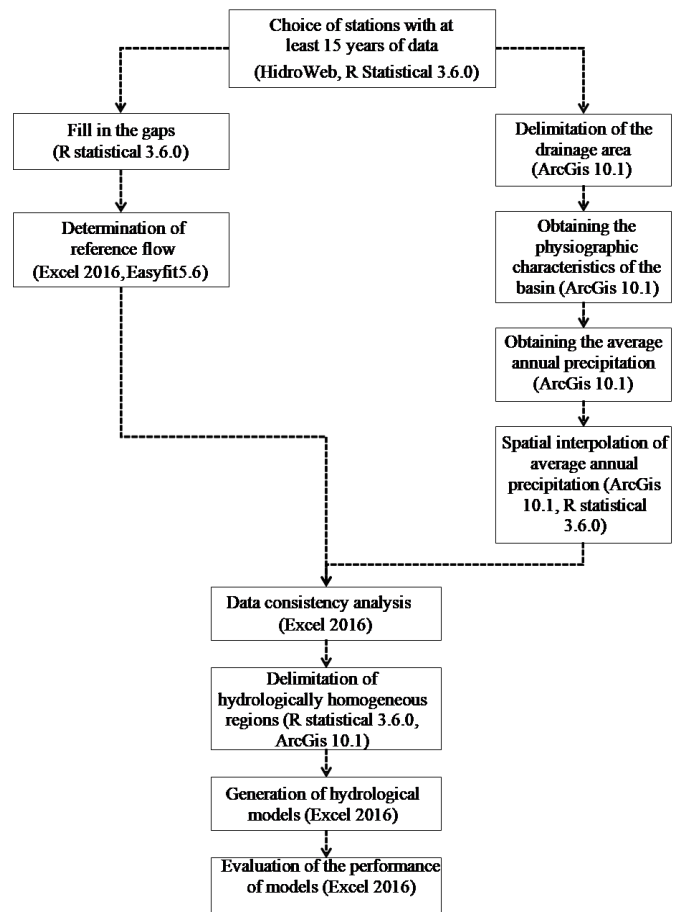 Choice of stations with at
least 15 years of data
(HidroWeb, R Statistical 3.6.0)
Fill in the gaps
(R statistical 3.6.0)
Determination of
reference flow
(Excel 2016,Easyfit5.6)
Delimitation of the
drainage area
(ArcGis 10.1)
Obtaining the
physiographic
characteristics of the
basin (ArcGis 10.1)
Obtaining the average
annual precipitation
(ArcGis 10.1)
Spatial interpolation of
average annual
precipitation (ArcGis
10.1, R statistical
3.6.0)
Data consistency analysis
(Excel 2016)
Delimitation of
hydrologically homogeneous
regions (R statistical 3.6.0,
ArcGis 10.1)
Generation of hydrological
models (Excel 2016)
Evaluation of the performance
of models (Excel 2016)